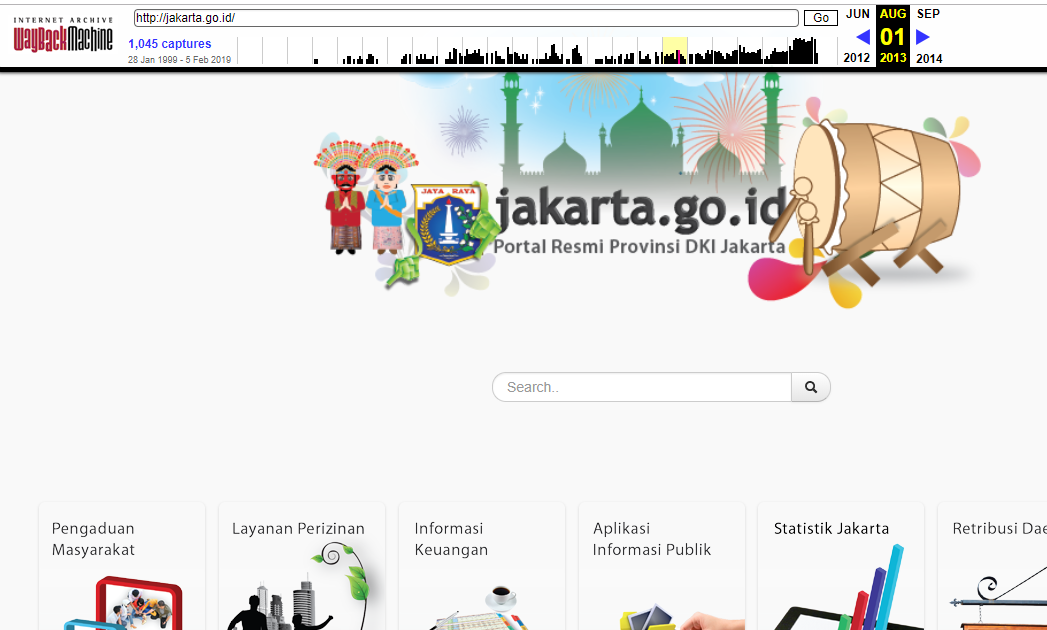 INTERNET ARCHIVE
WayBackMachine
http://jakarta.go.id/
Go
JUN
AUG
SEP
1,045 captures
01
28 Jan 1999 - 5 Feb 2019
2012
2013
2014
JAYA RAYA
jakarta.go.id
Portal Resmi Provinsi DKI Jakarta
Search..
Pengaduan
Masyarakat
Layanan Perizinan
Informasi
Keuangan
Aplikasi
Informasi Publik
Statistik Jakarta
Retribusi Dae